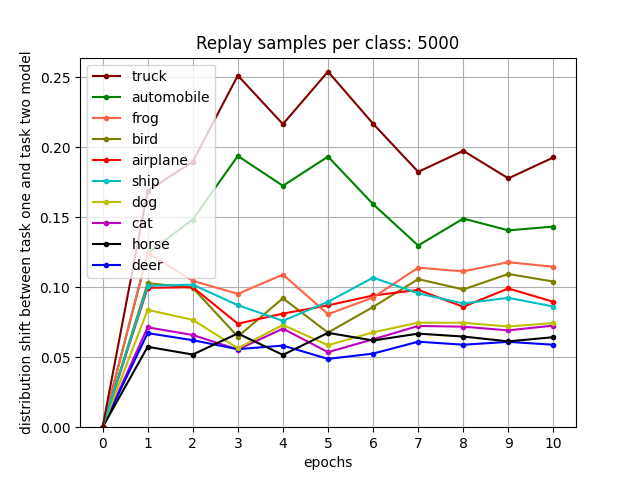 Replay samples per class: 5000
distribution shift between task one and task two model
0.25
0.20
0.15
0.10
0.05
0.00
truck
automobile
frog
bird
airplane
ship
dog
cat
horse
deer
0 1 2 3 4 5 6 7 8 9 10
epochs